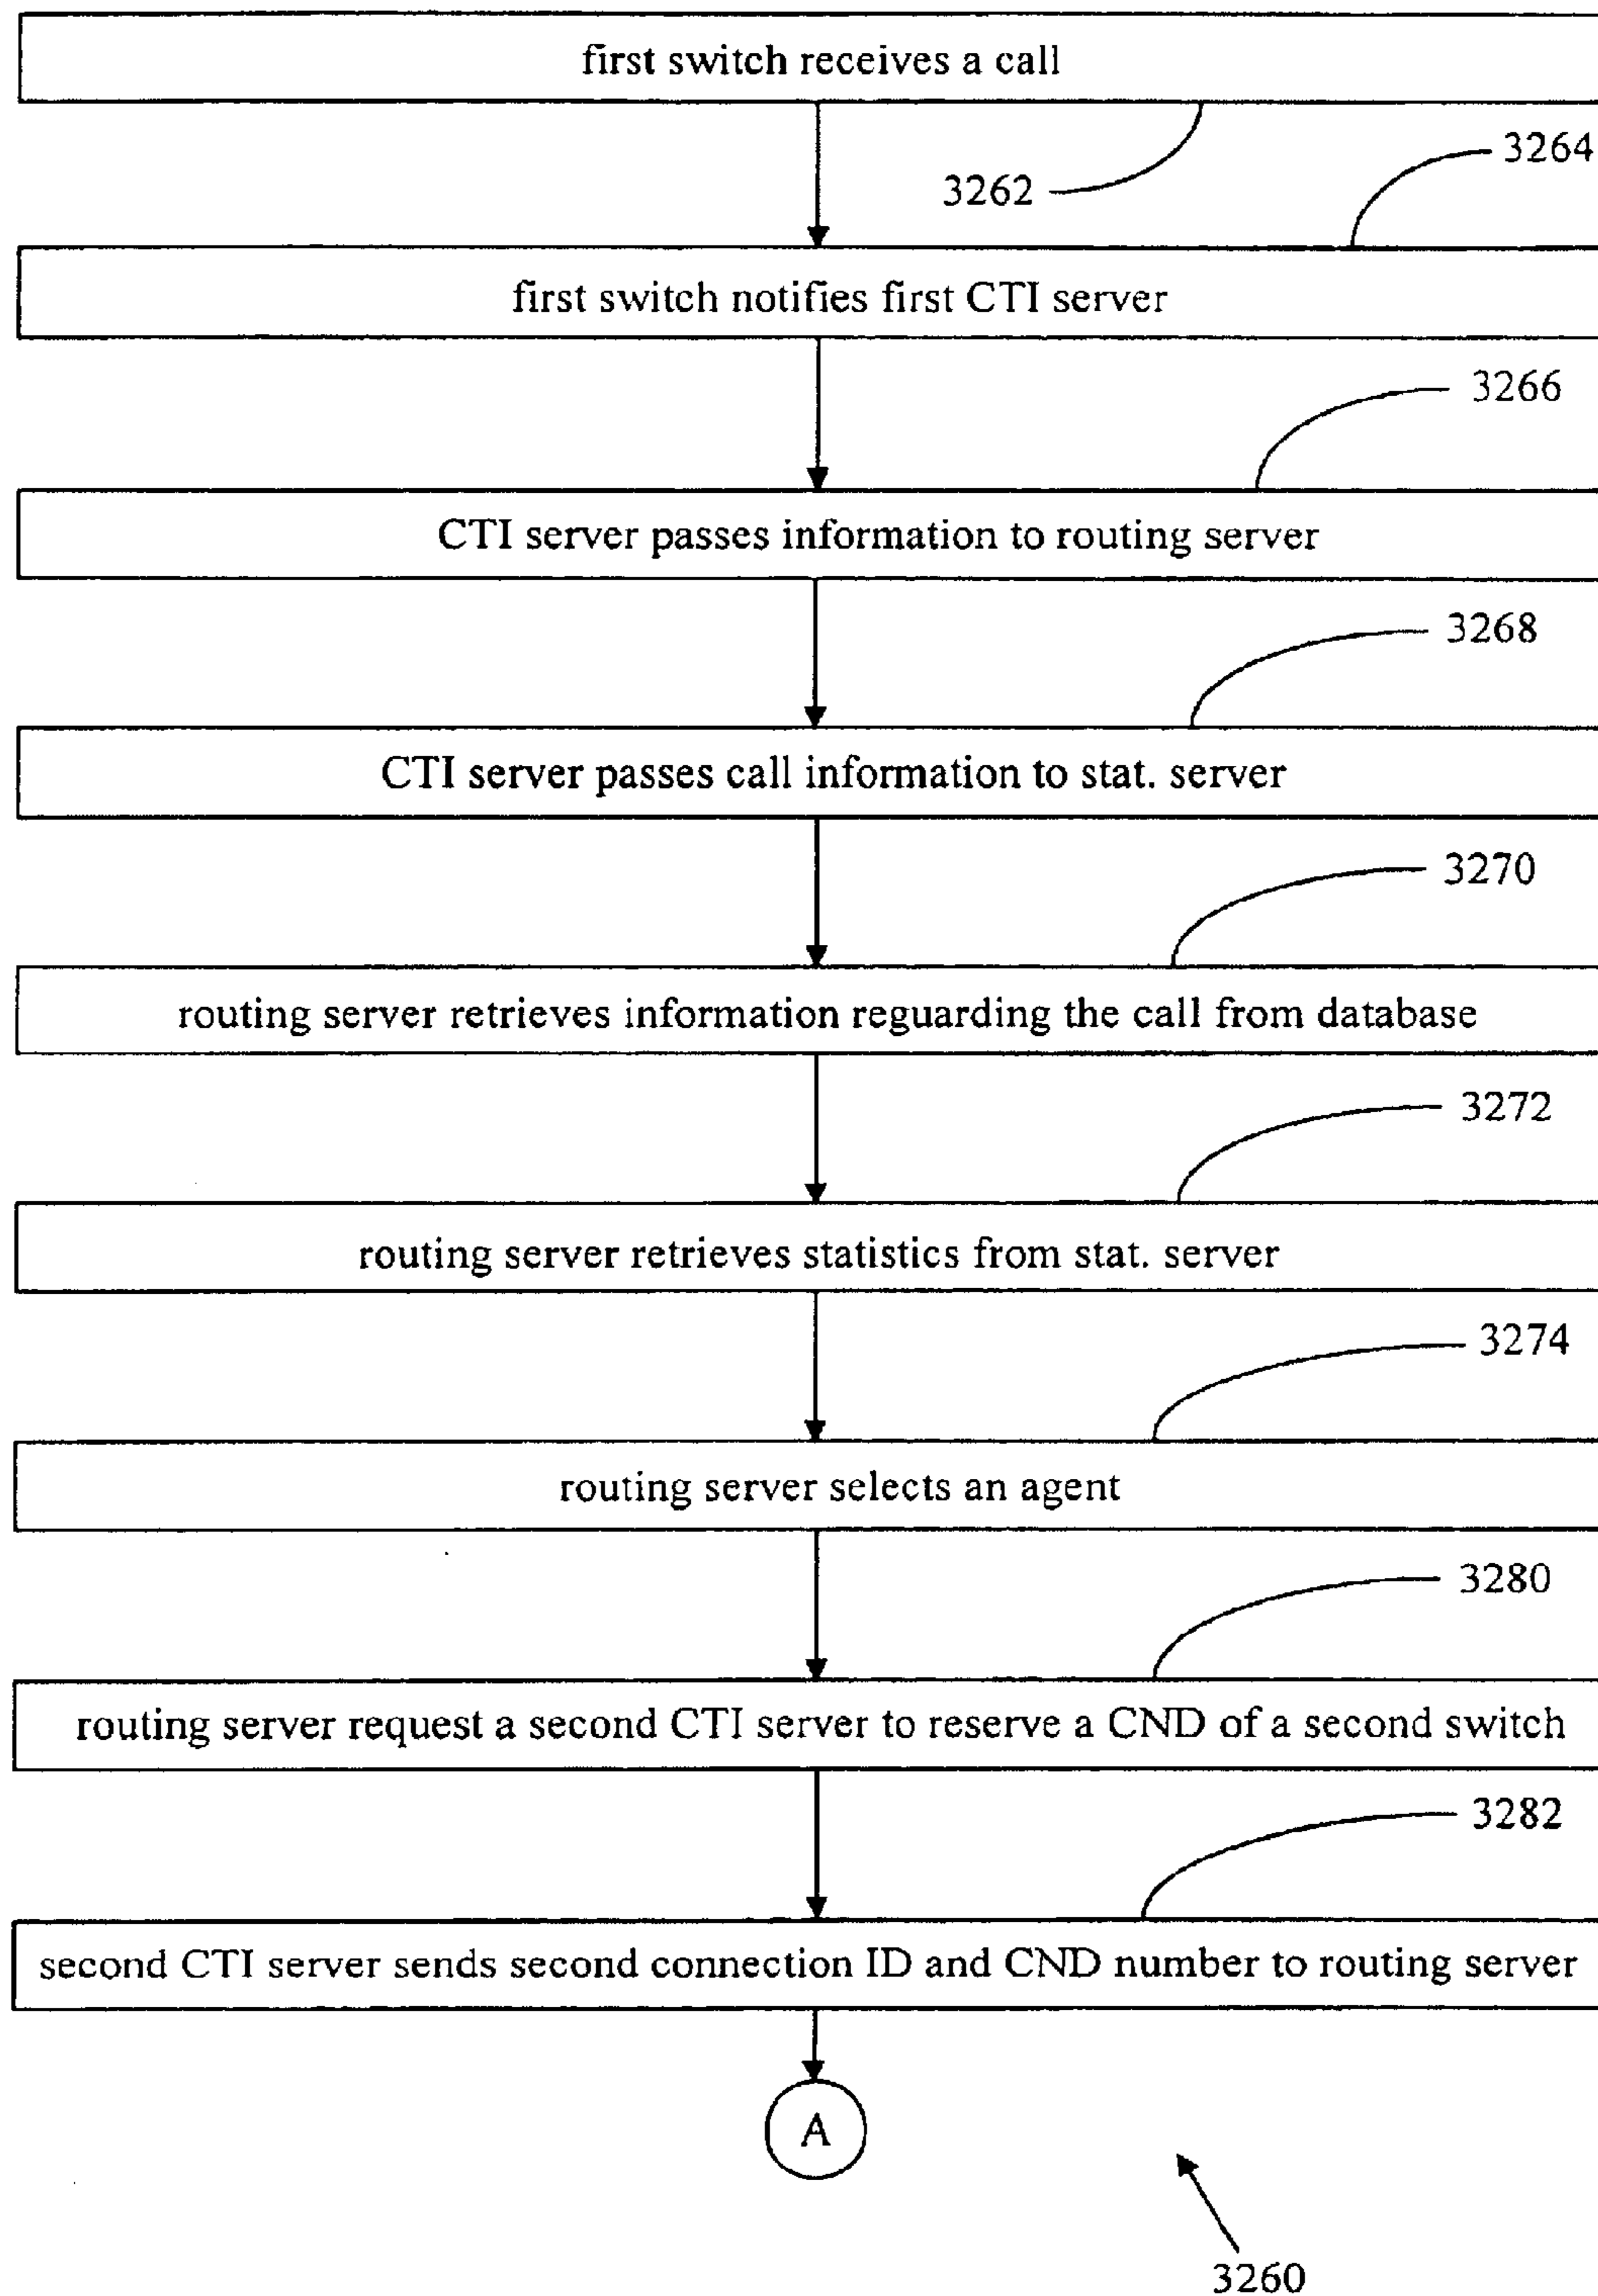 first switch receives a call
3262
3264
first switch notifies first CTI server
3266
CTI server passes information to routing server
3268
CTI server passes call information to stat. server
3270
routing server retrieves information reguarding the call from database
3272
routing server retrieves statistics from stat. server
3274
routing server selects an agent
3280
routing server request a second CTI server to reserve a CND of a second switch
3282
second CTI server sends second connection ID and CND number to routing server
A
3260